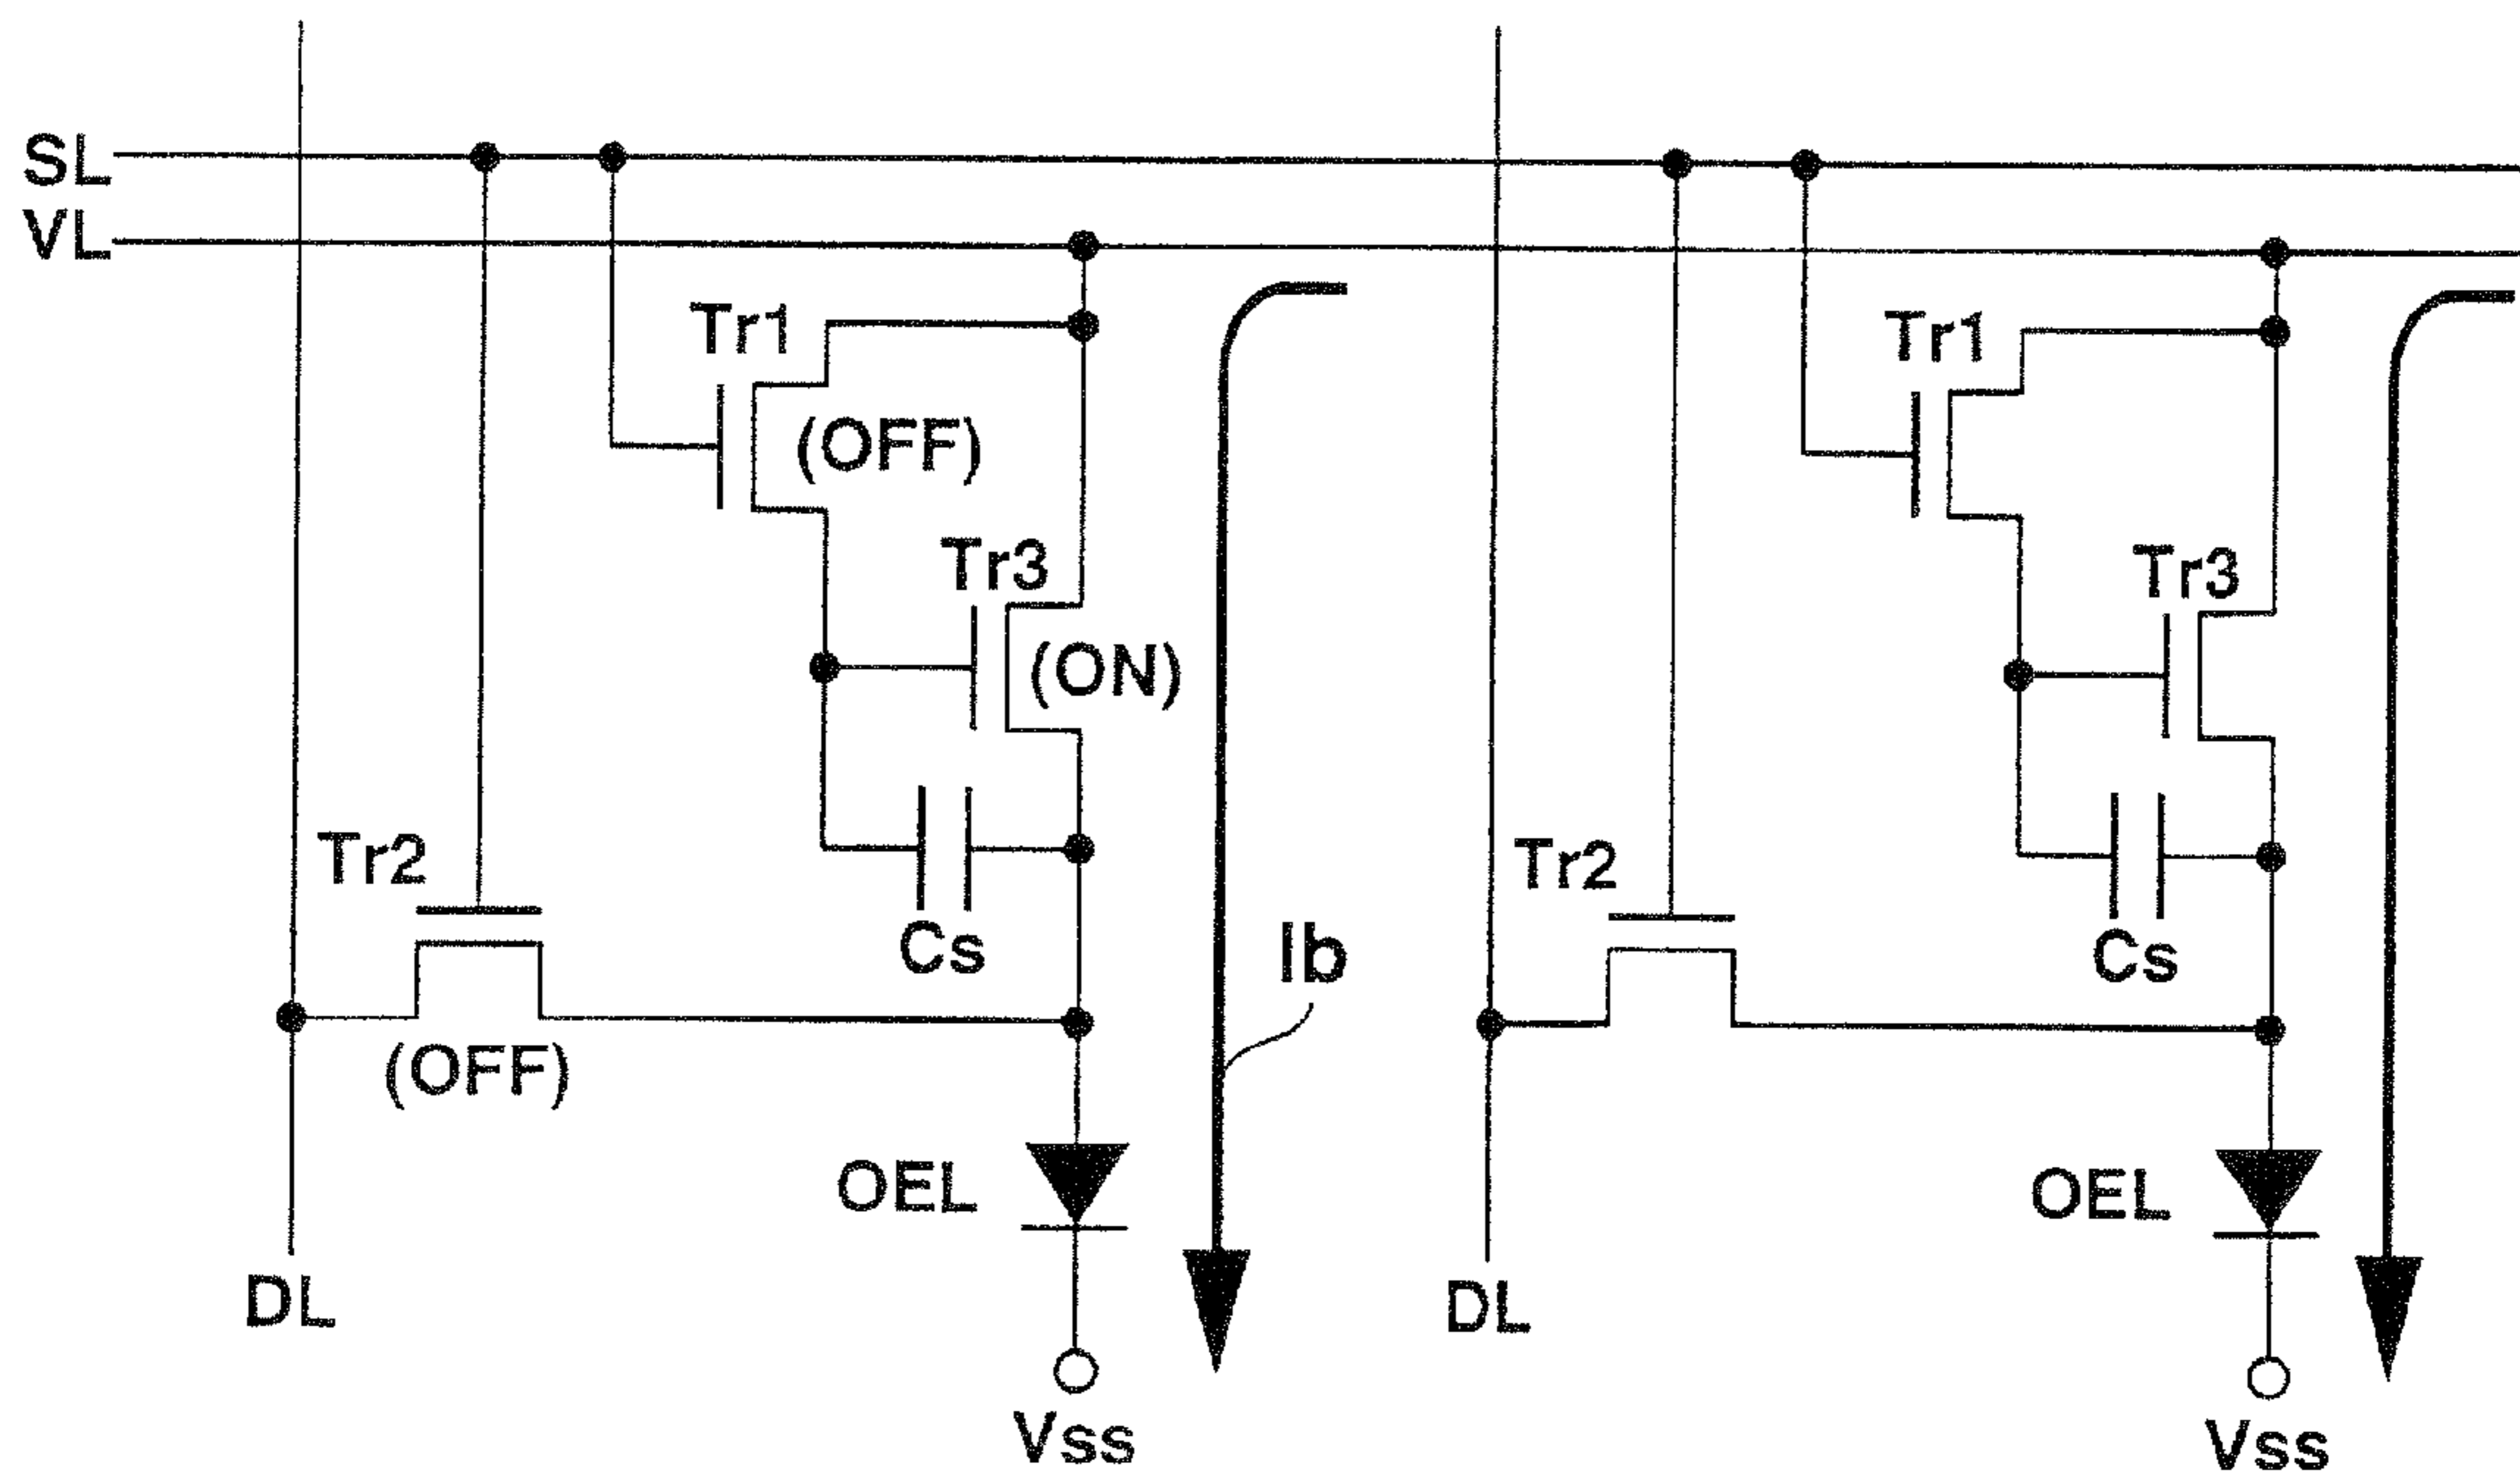 SL
VL
Tr1
Tr1
(OFF)
Tr3
Tr3
(ON)
Tr2
Tr2
Cs
Ib
Cs
(OFF)
OEL
OEL
DL
DL
Vss
Vss